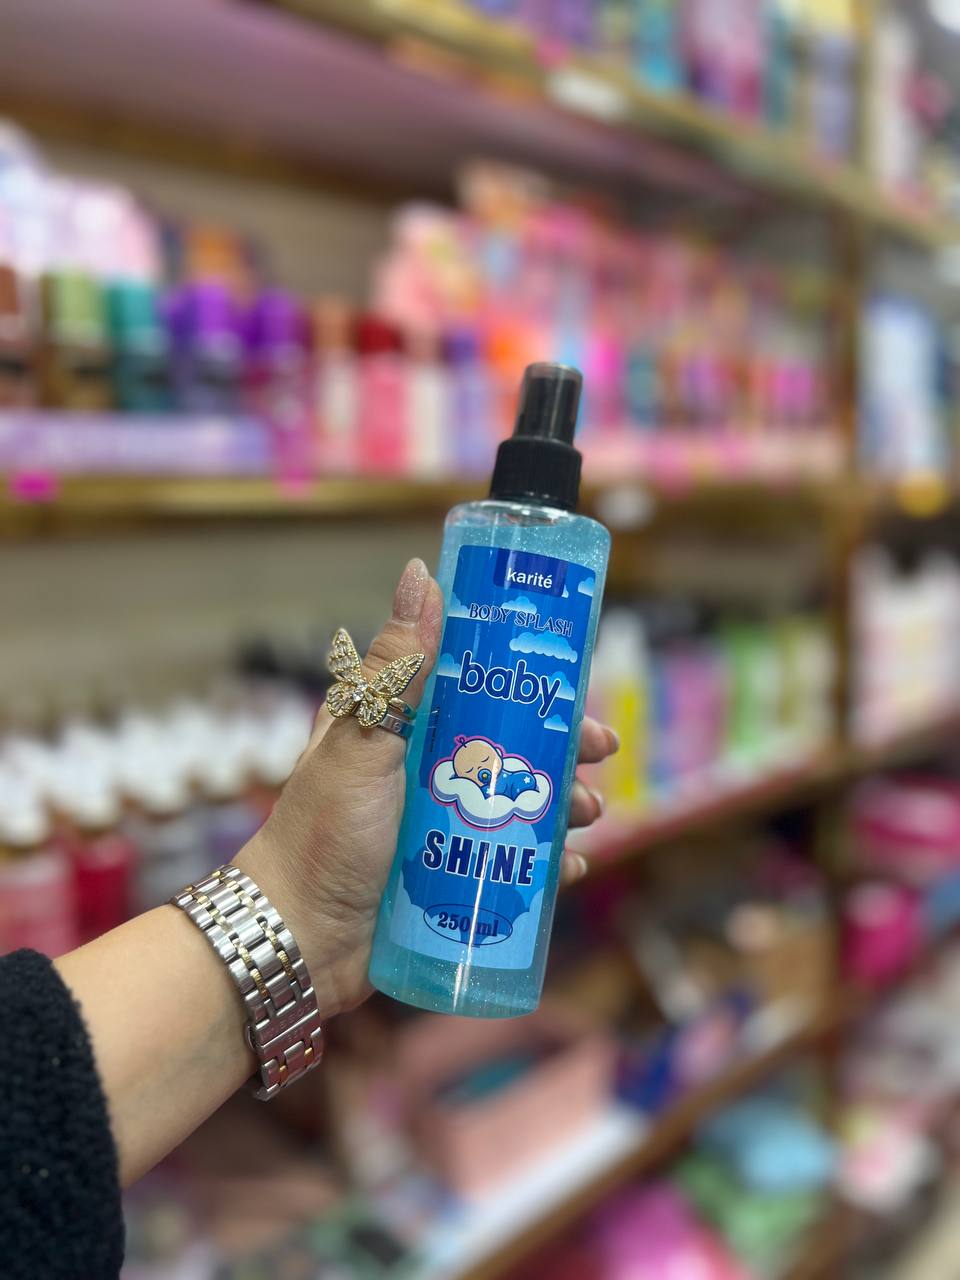 karité
BODY SPLASH
baby
SHINE
250 ml